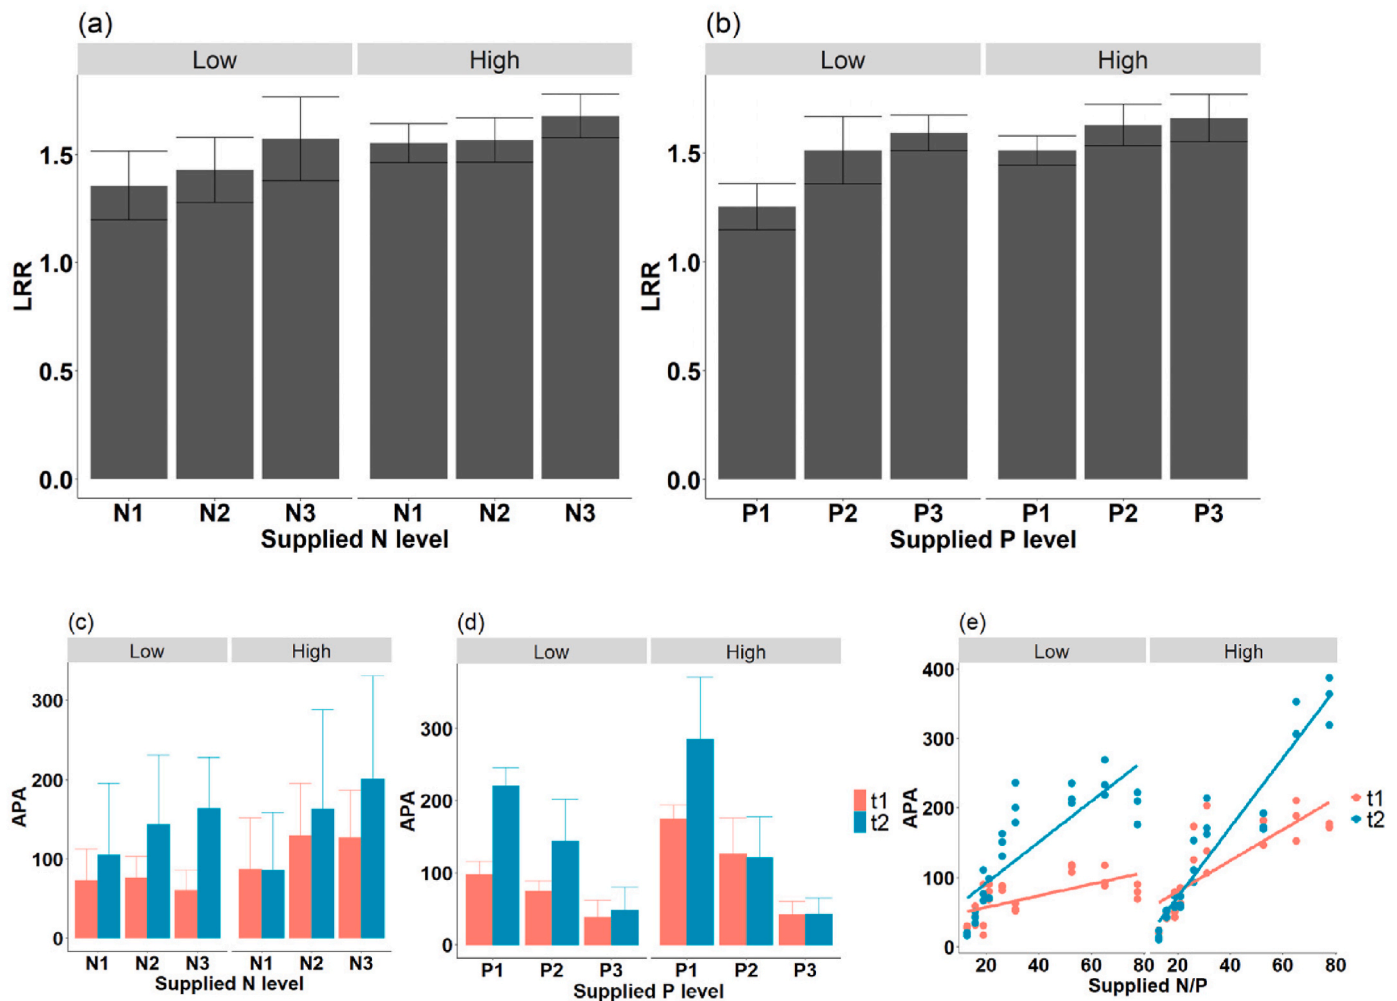 (a)
(b)
Low High
Low High
LRR
1.5
1.0
0.5
0.0
N1 N2 N3 N1 N2 N3
Supplied N level
LRR
1.5
1.0
0.5
0.0
P1 P2 P3 P1 P2 P3
Supplied P level
(c)
Low High
APA
300
200
100
0
N1 N2 N3 N1 N2 N3
Supplied N level
(d)
Low High
APA
300
200
100
0
P1 P2 P3 P1 P2 P3
Supplied P level
t1
t2
(e)
Low High
APA
400
300
200
100
0
20 40 60 80 20 40 60 80
Supplied N/P
t1
t2